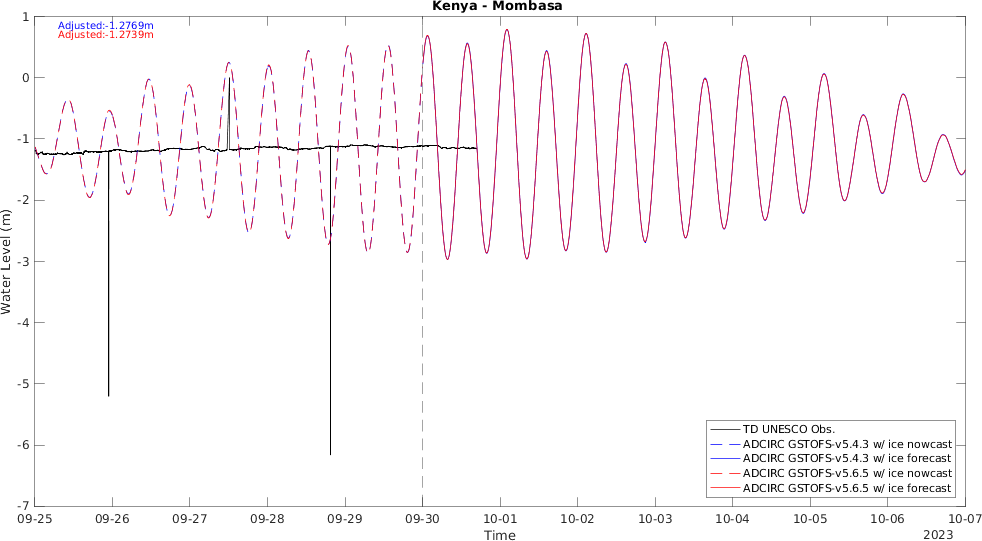 Kenya - Mombasa
Adjusted:-1.2769m
Adjusted:-1.2739m
1
0
-1
-2
-3
-4
-5
-6
-7
Water Level (m)
TD UNESCO Obs.
ADCIRC GSTOFS-v5.4.3 w/ ice nowcast
ADCIRC GSTOFS-v5.4.3 w/ ice forecast
ADCIRC GSTOFS-v5.6.5 w/ ice nowcast
ADCIRC GSTOFS-v5.6.5 w/ ice forecast
09-25 09-26 09-27 09-28 09-29 09-30 10-01 10-02 10-03 10-04 10-05 10-06 10-07
Time
2023